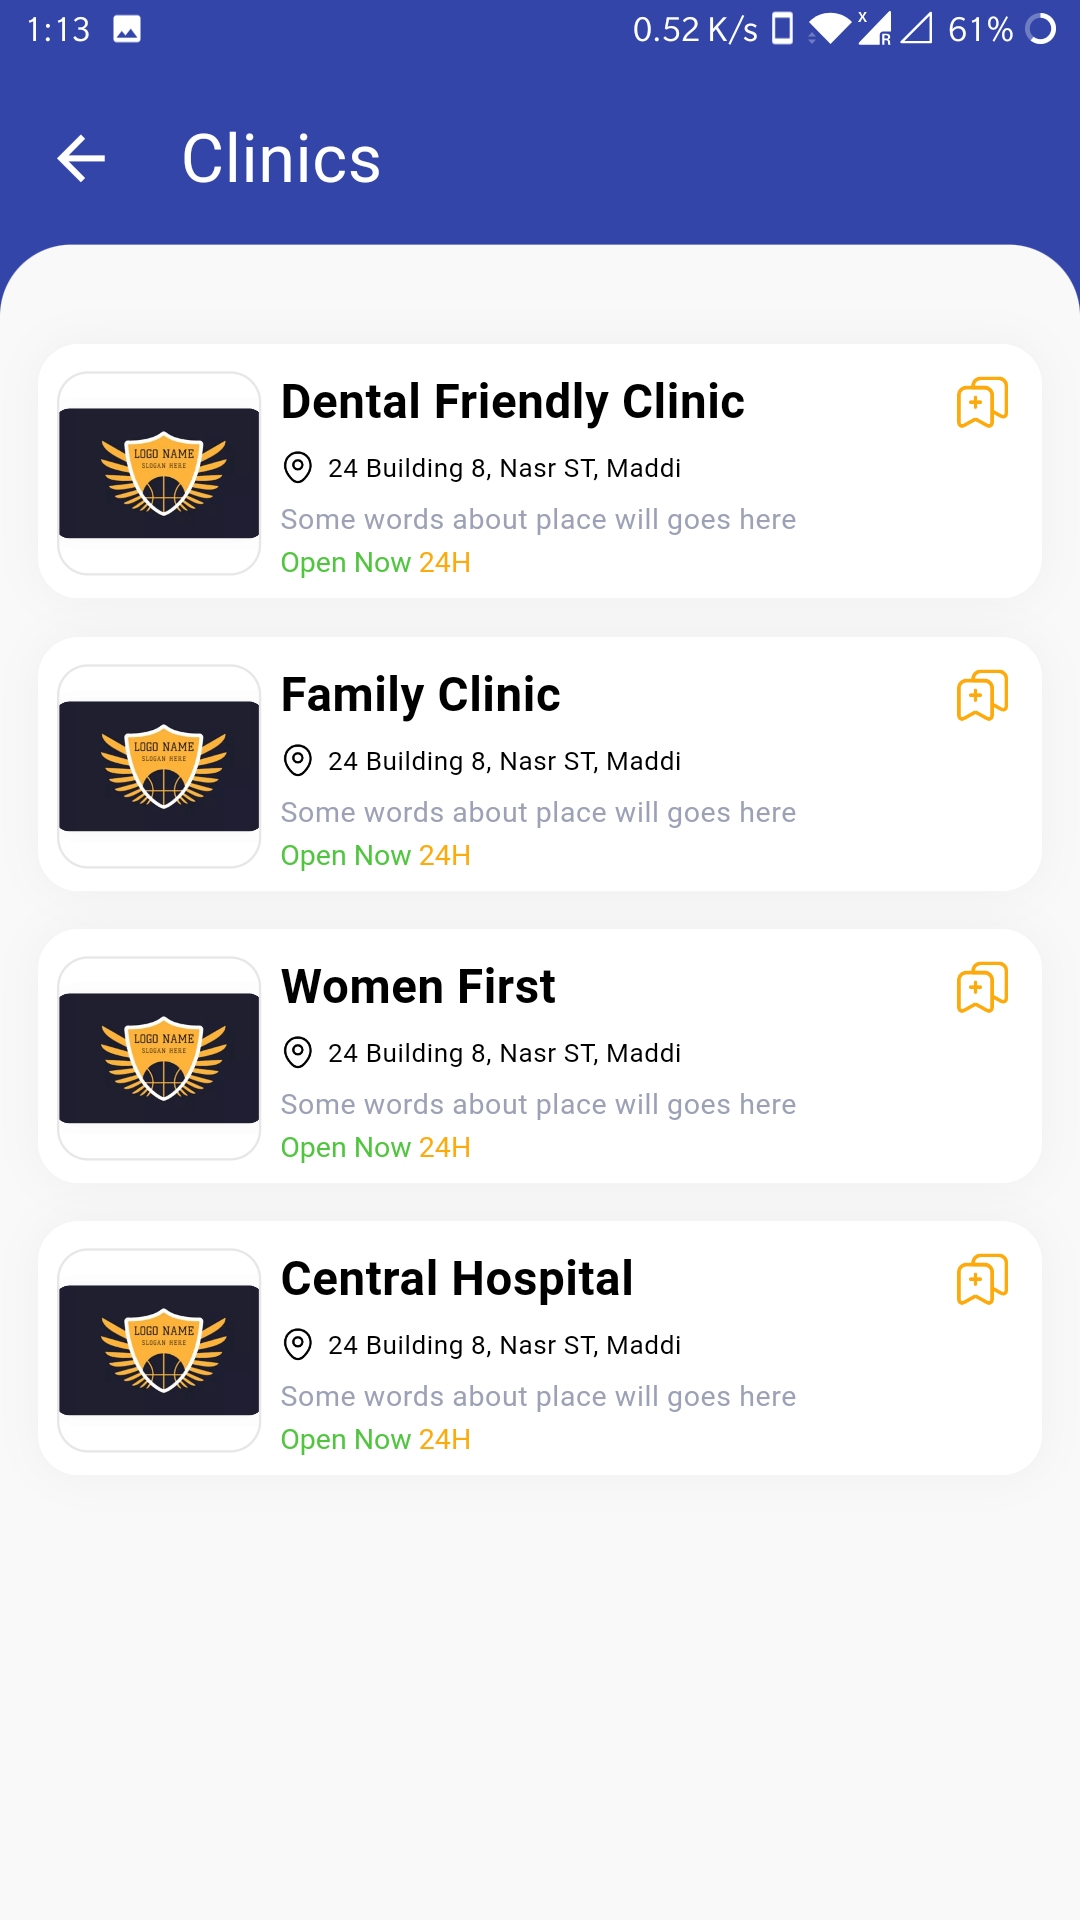 1:13 0.52 K/s X R 61%
Clinics
LOGO NAME
SLOGAN HERE
Dental Friendly Clinic
24 Building 8, Nasr ST, Maddi
Some words about place will goes here
Open Now 24H
LOGO NAME
SLOGAN HERE
Family Clinic
24 Building 8, Nasr ST, Maddi
Some words about place will goes here
Open Now 24H
LOGO NAME
SLOGAN HERE
Women First
24 Building 8, Nasr ST, Maddi
Some words about place will goes here
Open Now 24H
LOGO NAME
SLOGAN HERE
Central Hospital
24 Building 8, Nasr ST, Maddi
Some words about place will goes here
Open Now 24H